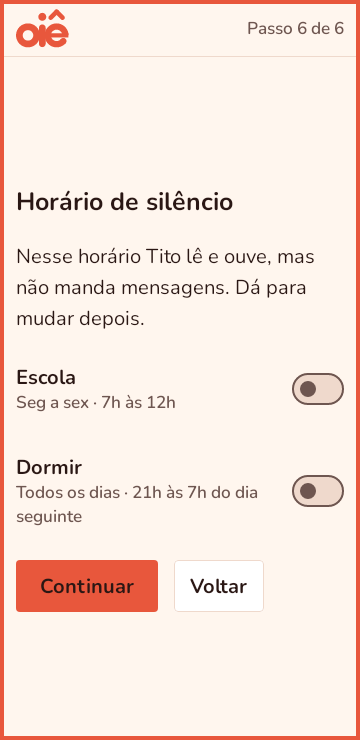 oiê
Passo 6 de 6
Horário de silêncio
Nesse horário Tito lê e ouve, mas
não manda mensagens. Dá para
mudar depois.
Escola
Seg a sex · 7h às 12h
Dormir
Todos os dias · 21h às 7h do dia
seguinte
Continuar
Voltar